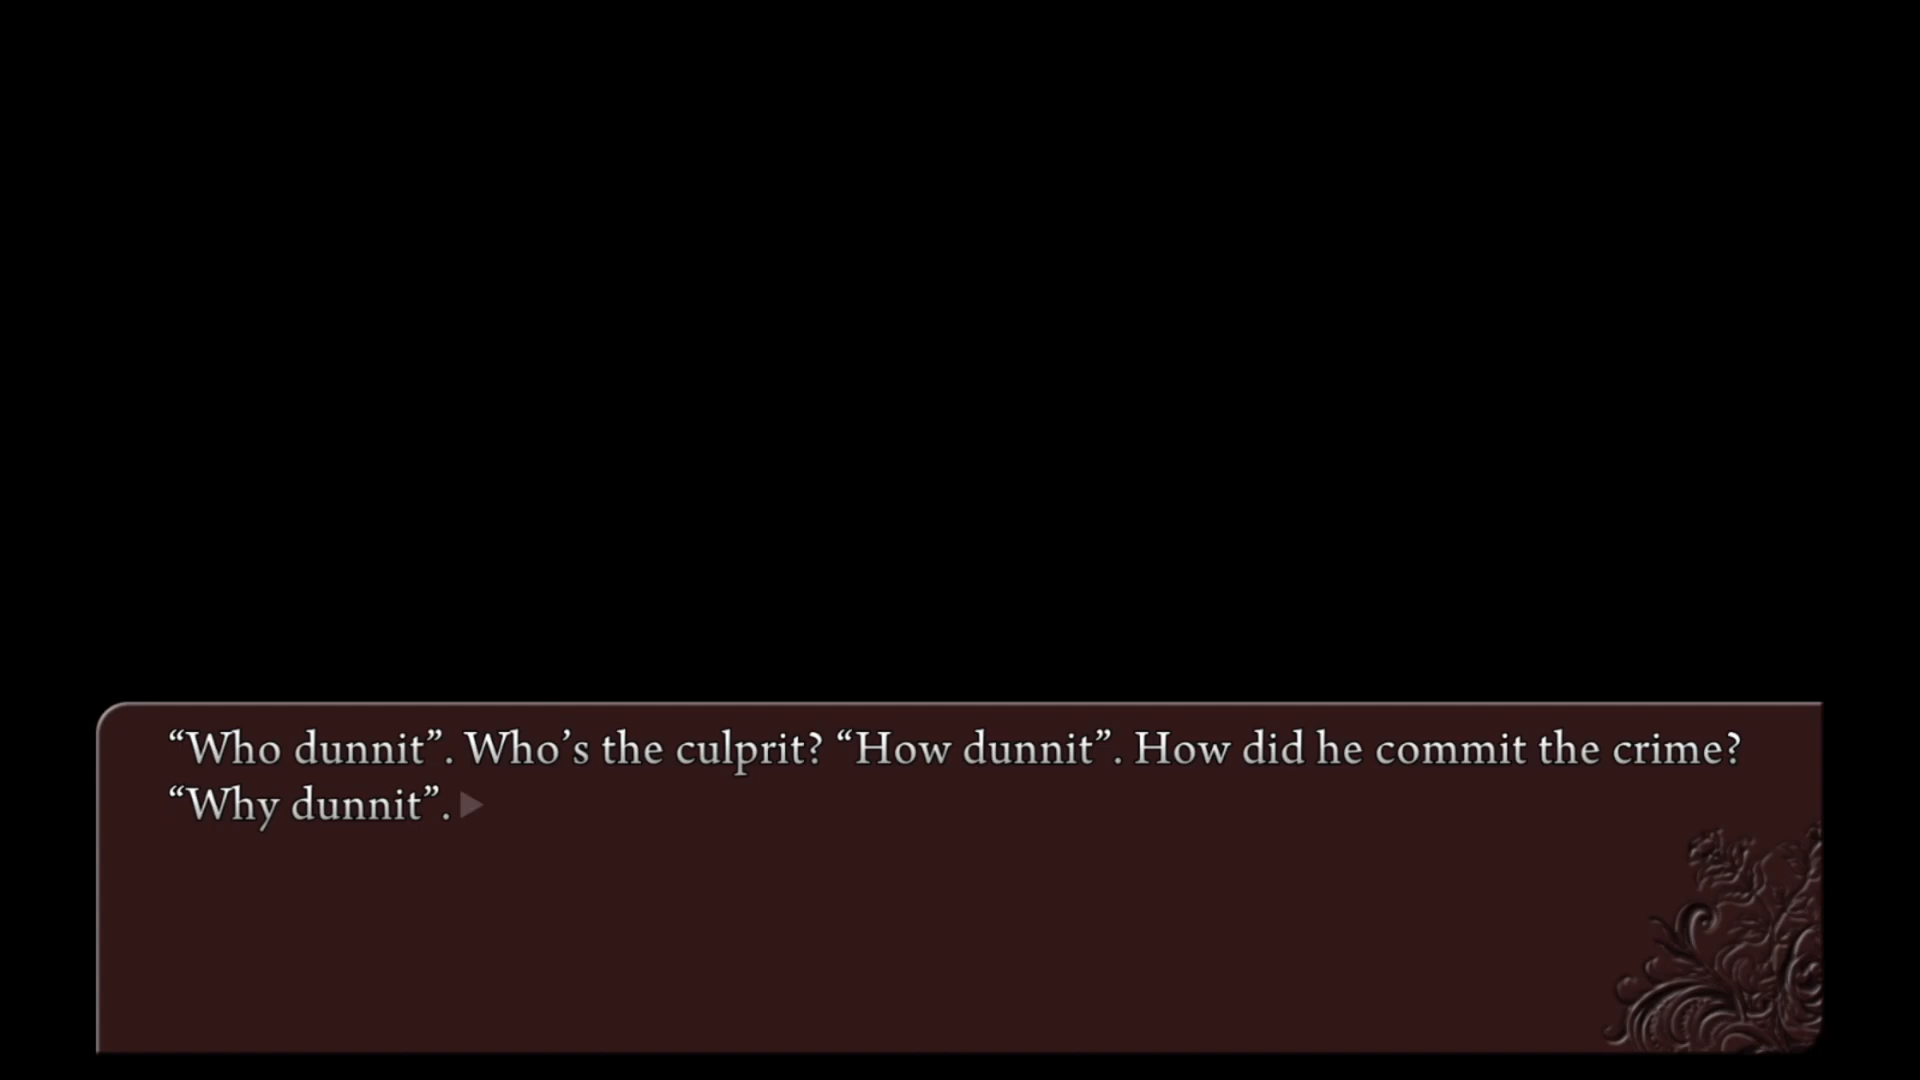 “Who dunnit”. Who’s the culprit? “How dunnit”. How did he commit the crime?
“Why dunnit”.